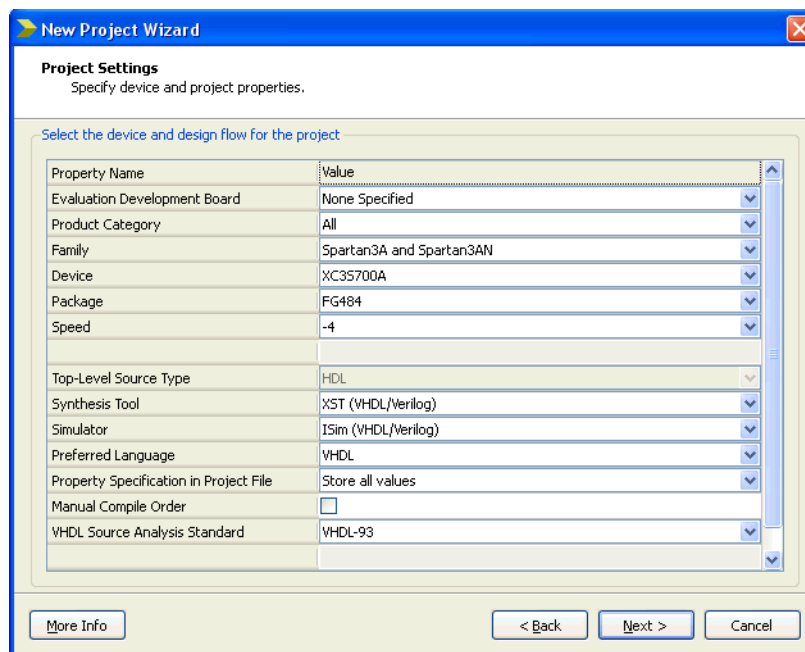 New Project Wizard
Project Settings
Specify device and project properties.
Select the device and design flow for the project
Property Name Value
Evaluation Development Board None Specified
Product Category All
Family Spartan3A and Spartan3AN
Device XC3S700A
Package FG484
Speed -4
Top-Level Source Type HDL
Synthesis Tool XST (VHDL/Verilog)
Simulator ISim (VHDL/Verilog)
Preferred Language VHDL
Property Specification in Project File Store all values
Manual Compile Order
VHDL Source Analysis Standard VHDL-93
More Info < Back Next > Cancel